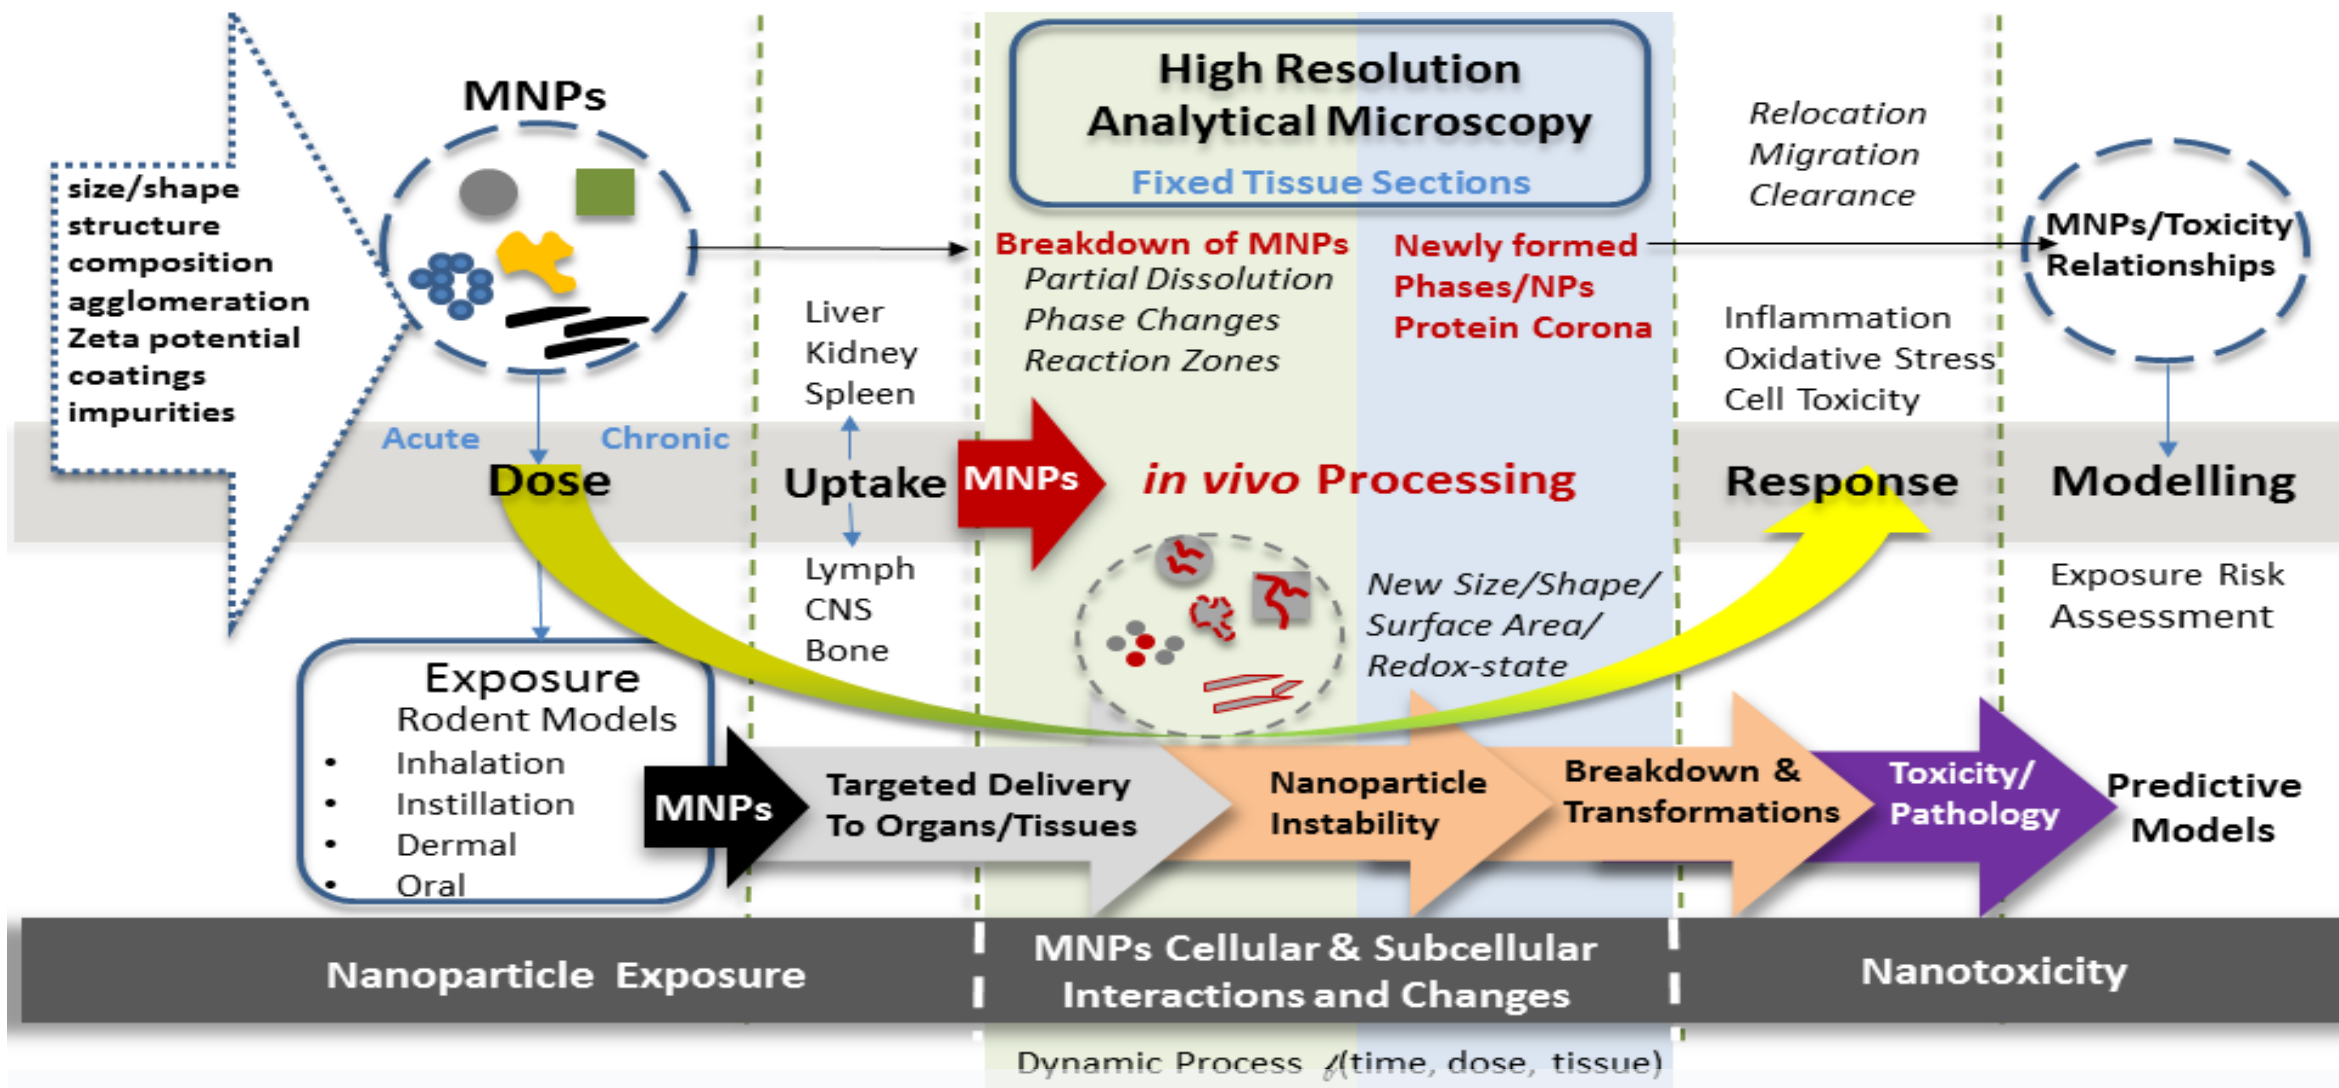 MNPs
size/shape
structure
composition
agglomeration
Zeta potential
coatings
impurities
High Resolution
Analytical Microscopy
Fixed Tissue Sections
Breakdown of MNPs
Partial Dissolution
Phase Changes
Reaction Zones
Newly formed
Phases/NPs
Protein Corona
Relocation
Migration
Clearance
MNPs/Toxicity
Relationships
Liver
Kidney
Spleen
Inflammation
Oxidative Stress
Cell Toxicity
Acute
Chronic
Dose
Uptake
MNPs
in vivo Processing
Response
Modelling
Lymph
CNS
Bone
New Size/Shape/
Surface Area/
Redox-state
Exposure Risk
Assessment
Exposure
Rodent Models
• Inhalation
• Instillation
• Dermal
• Oral
MNPs
Targeted Delivery
To Organs/Tissues
Nanoparticle
Instability
Breakdown &
Transformations
Toxicity/
Pathology
Predictive
Models
Nanoparticle Exposure
MNPs Cellular & Subcellular
Interactions and Changes
Nanotoxicity
Dynamic Process f(time, dose, tissue)